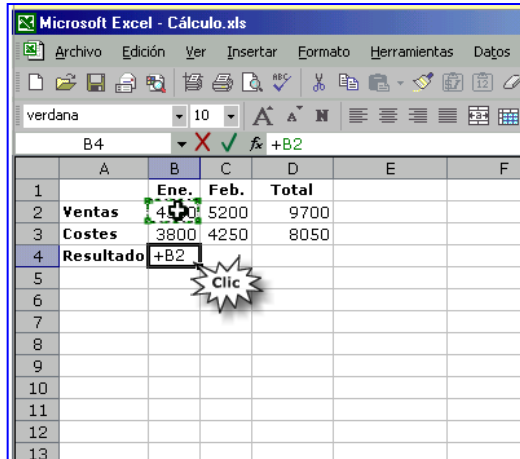 Microsoft Excel - Cálculo.xls
Archivo Edición Ver Insertar Formato Herramientas Datos
verdana 10 A A N
B4 fx +B2
A B C D E F
1 Ene. Feb. Total
2 Ventas 5200 9700
3 Costes 3800 4250 8050
4 Resultado +B2
Clic
5
6
7
8
9
10
11
12
13